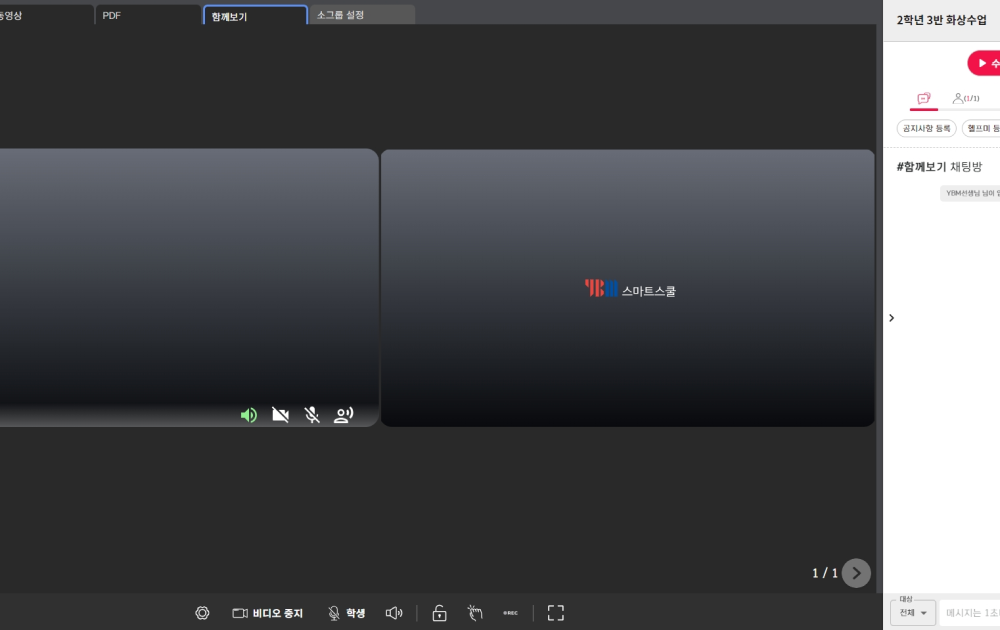 동영상
PDF
함께보기
소그룹 설정
2학년 3반 화상수업
(1/1)
공지사항 등록
헬프미
#함께보기 채팅방
YBM선생님 님이
YBM 스마트스쿨
1 / 1
비디오 중지
학생
REC
대상
전체
메시지는 1